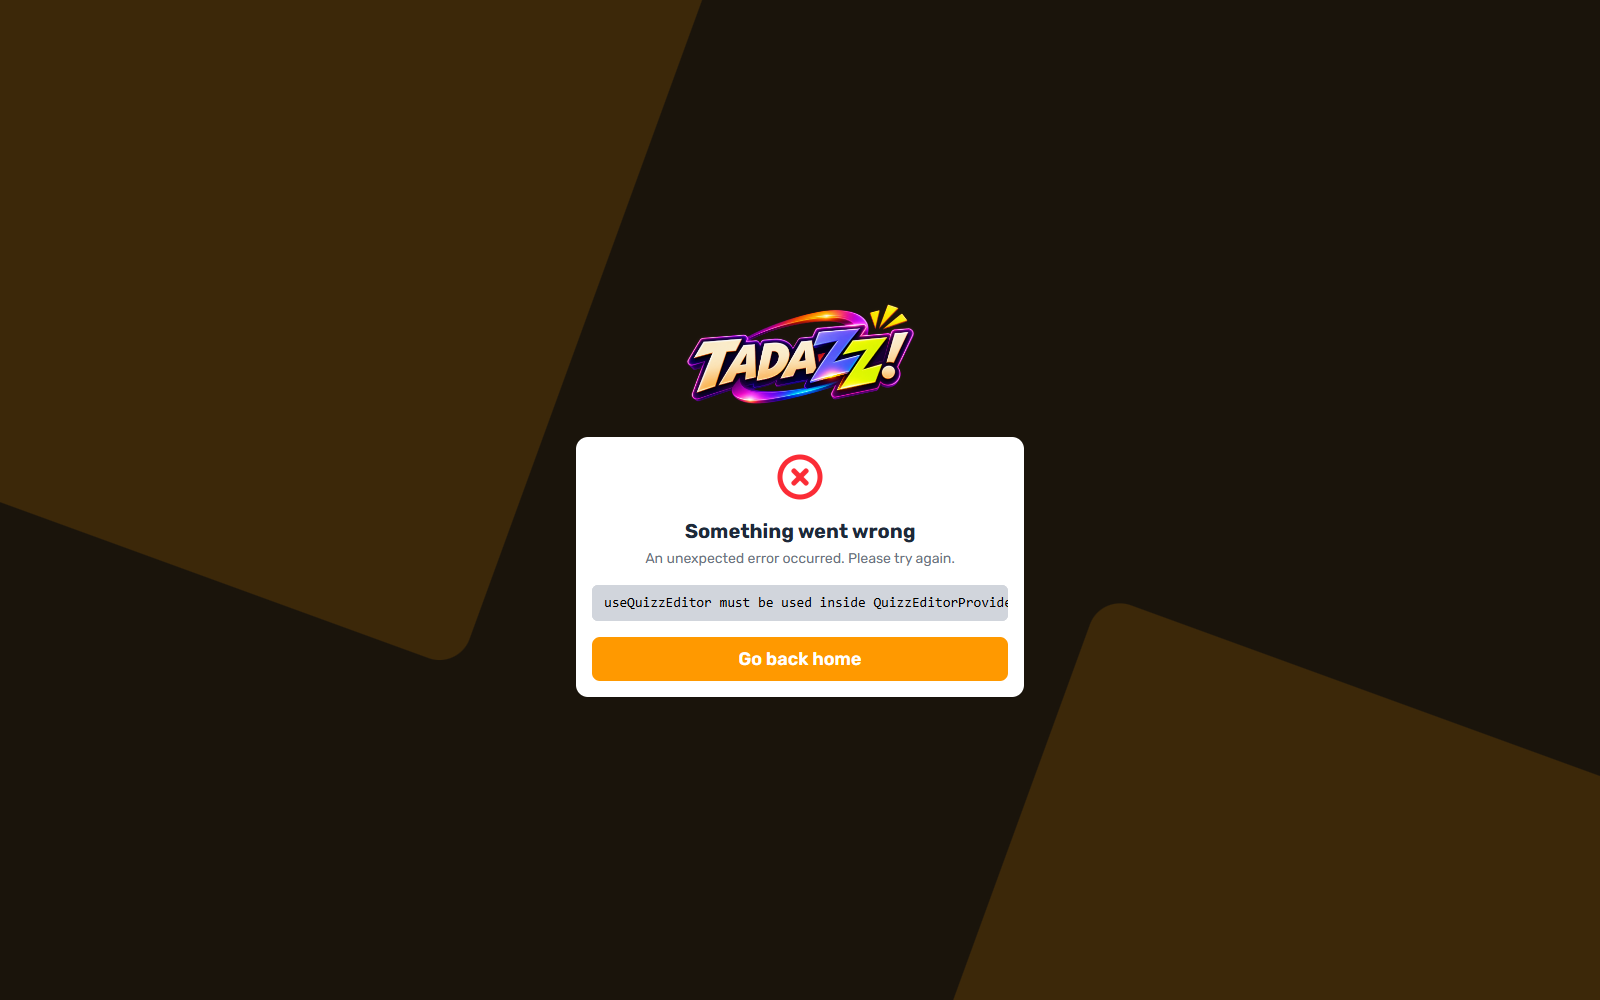 TADAZZ!
Something went wrong
An unexpected error occurred. Please try again.
useQuizzEditor must be used inside QuizzEditorProvide
Go back home